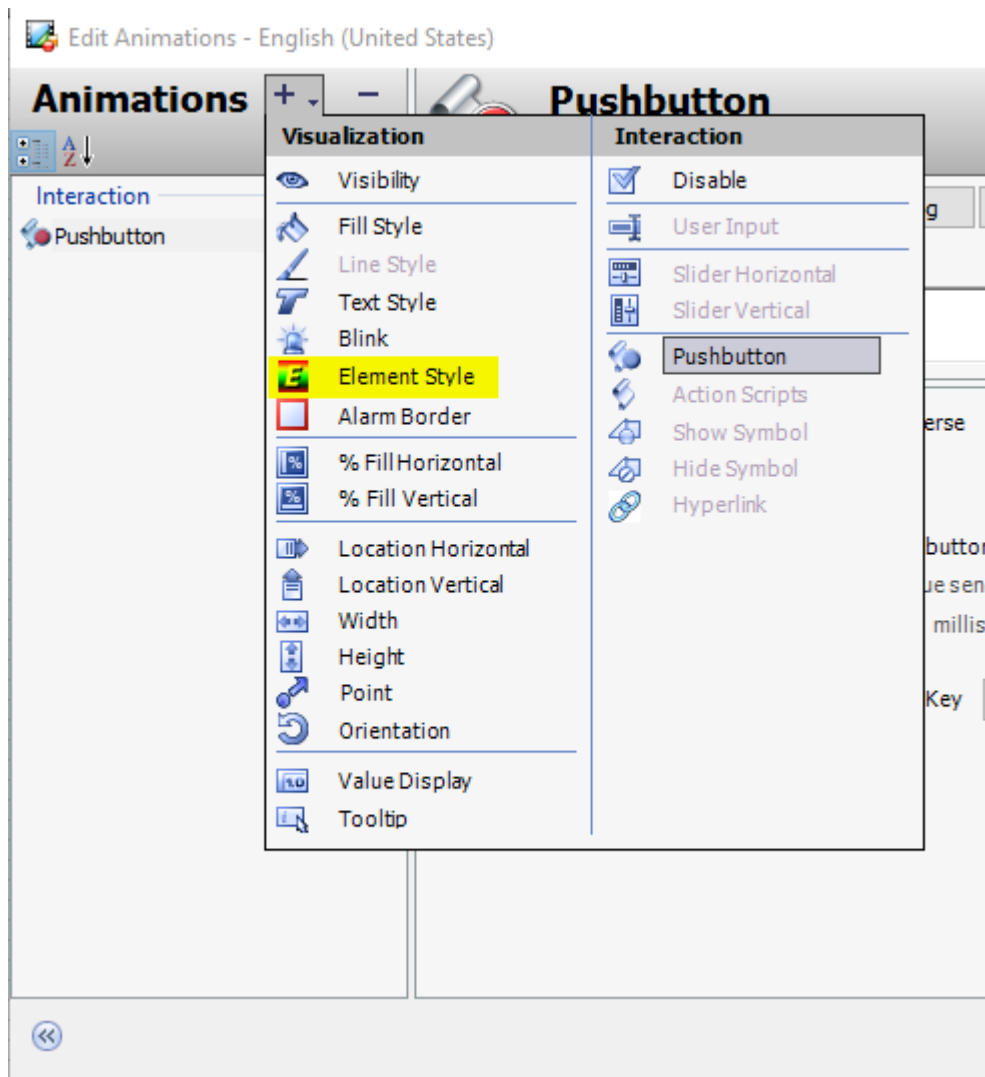 Edit Animations - English (United States)
Animations
Pushbutton
Interaction
Pushbutton
Visualization
Visibility
Fill Style
Line Style
Text Style
Blink
Element Style
Alarm Border
% Fill Horizontal
% Fill Vertical
Location Horizontal
Location Vertical
Width
Height
Point
Orientation
Value Display
Tooltip
Interaction
Disable
User Input
Slider Horizontal
Slider Vertical
Pushbutton
Action Scripts
Show Symbol
Hide Symbol
Hyperlink
g
erse
button
ue sen
millis
Key